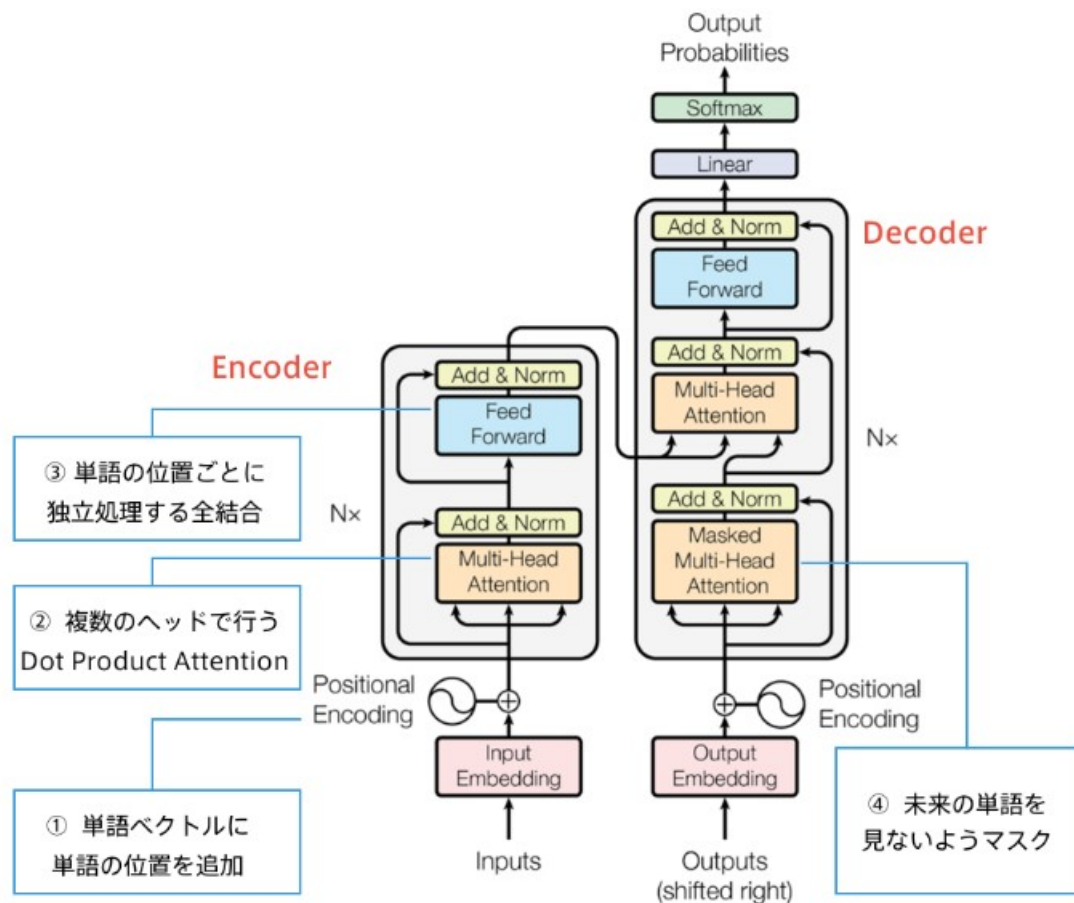 Output
Probabilities
Softmax
Linear
Add & Norm
Decoder
Feed
Forward
Add & Norm
Multi-Head
Attention
N×
Add & Norm
Masked
Multi-Head
Attention
Encoder
Add & Norm
Feed
Forward
N×
Add & Norm
Multi-Head
Attention
③ 単語の位置ごとに
独立処理する全結合
② 複数のヘッドで行う
Dot Product Attention
Positional
Encoding
Positional
Encoding
Input
Embedding
Output
Embedding
① 単語ベクトルに
単語の位置を追加
④ 未来の単語を
見ないようマスク
Inputs
Outputs
(shifted right)